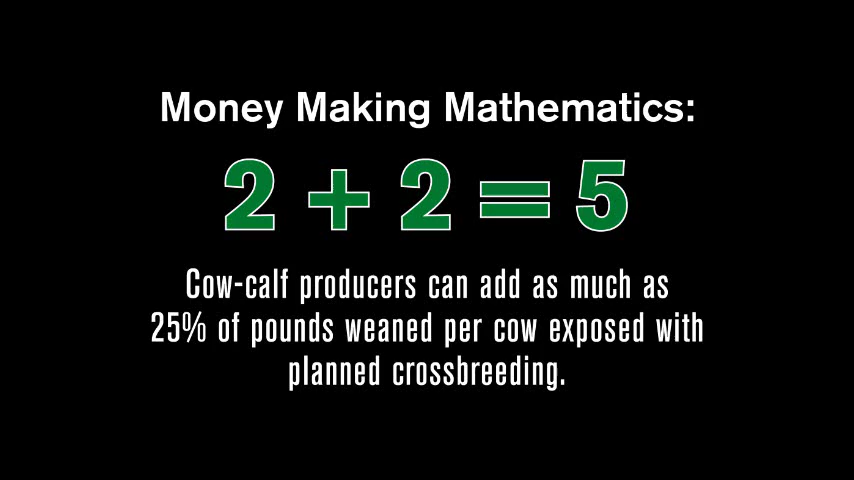 Money Making Mathematics:
2 + 2 = 5
Cow-calf producers can add as much as
25% of pounds weaned per cow exposed with
planned crossbreeding.